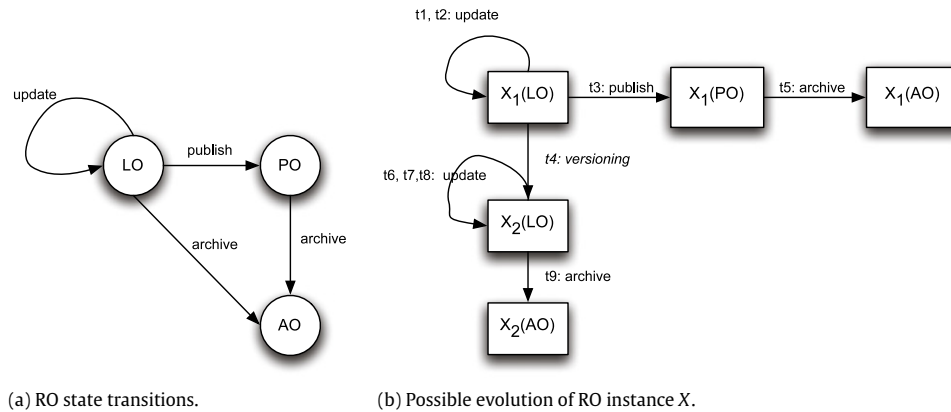 update
LO
publish
PO
archive
archive
AO
(a) RO state transitions.
t1, t2: update
X1(LO)
t3: publish
X1(PO)
t5: archive
X1(AO)
t4: versioning
t6, t7,t8: update
X2(LO)
t9: archive
X2(AO)
(b) Possible evolution of RO instance X.